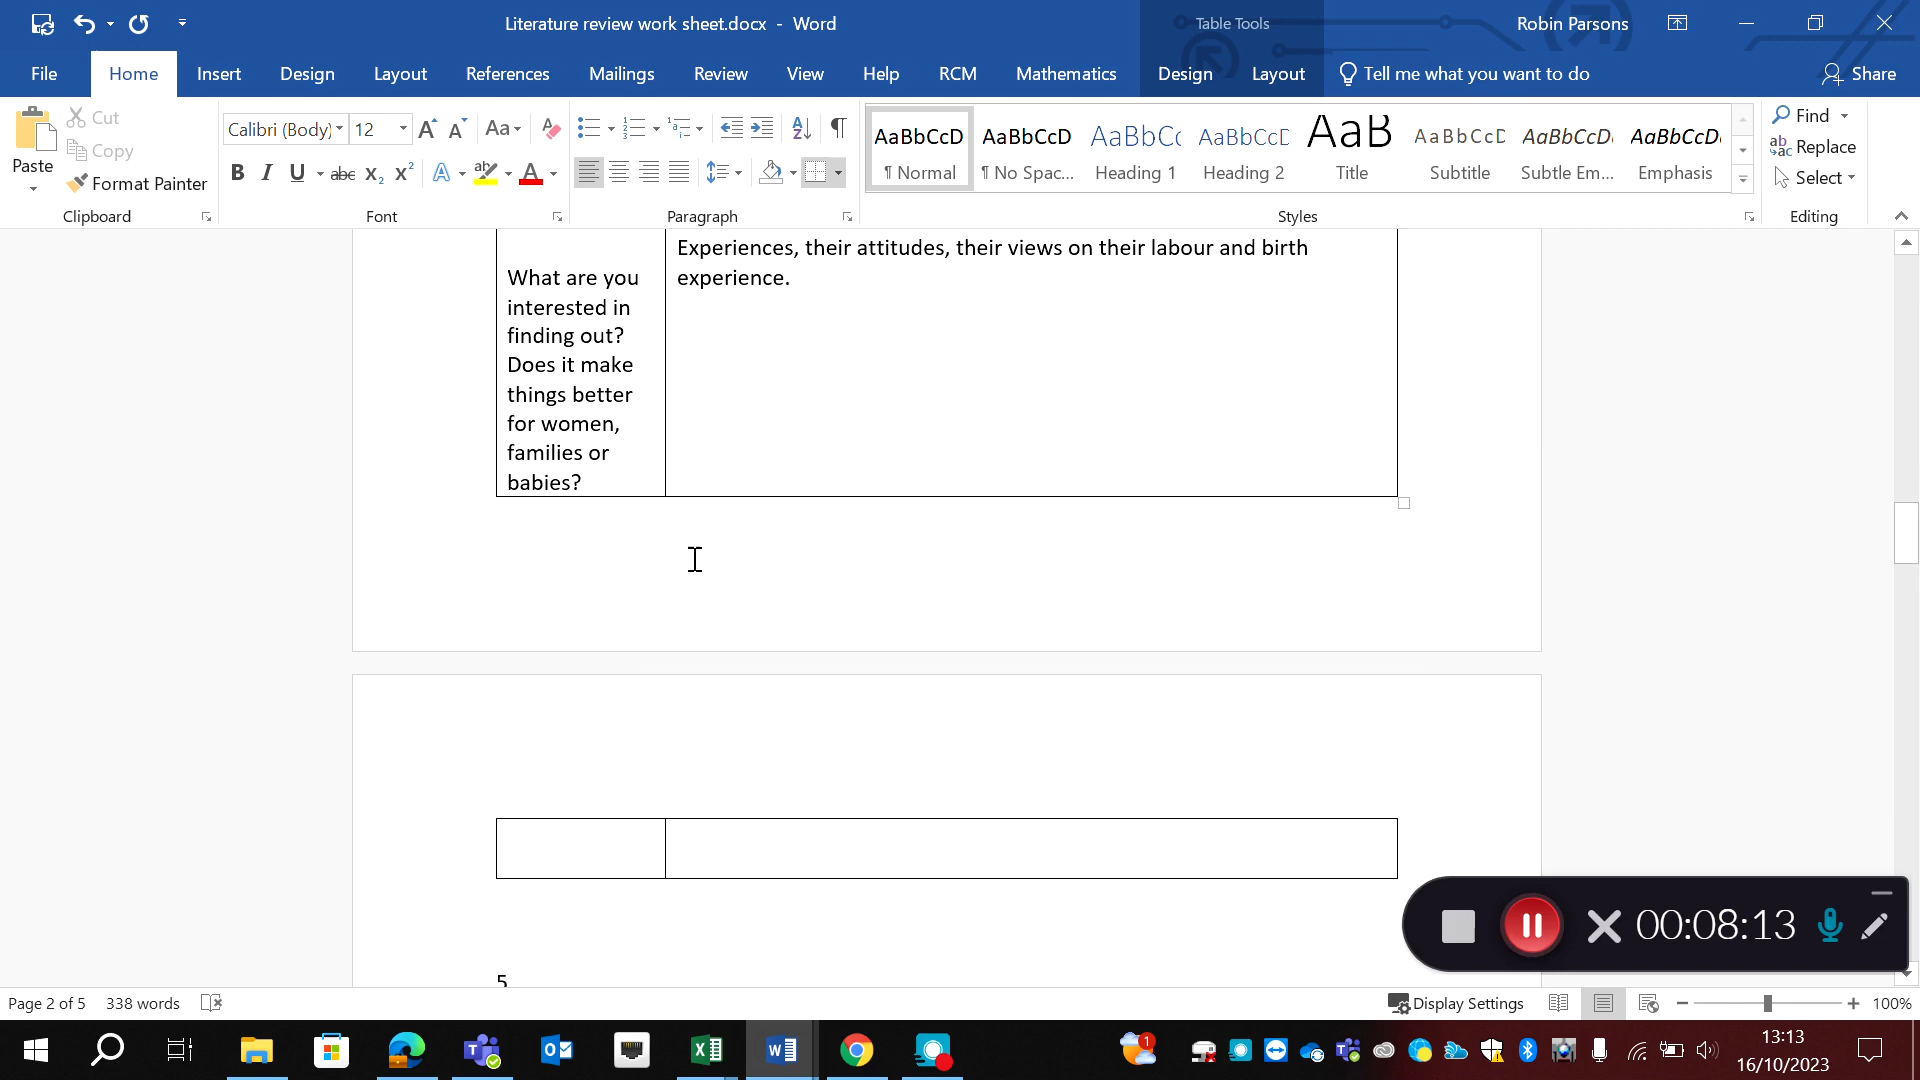 Literature review work sheet.docx - Word
Table Tools
Robin Parsons
File Home Insert Design Layout References Mailings Review View Help RCM Mathematics Design Layout Tell me what you want to do Share
Paste
Cut
Copy
Format Painter
Clipboard
Calibri (Body) 12
Font
Paragraph
AaBbCcD AaBbCcD AaBbCc AaBbCcD AaB AaBbCcD AaBbCcD AaBbCcD
¶ Normal ¶ No Spac... Heading 1 Heading 2 Title Subtitle Subtle Em... Emphasis
Styles
Find
Replace
Select
Editing
Experiences, their attitudes, their views on their labour and birth
experience.
What are you
interested in
finding out?
Does it make
things better
for women,
families or
babies?
5
00:08:13
Page 2 of 5 338 words
Display Settings
100%
13:13
16/10/2023